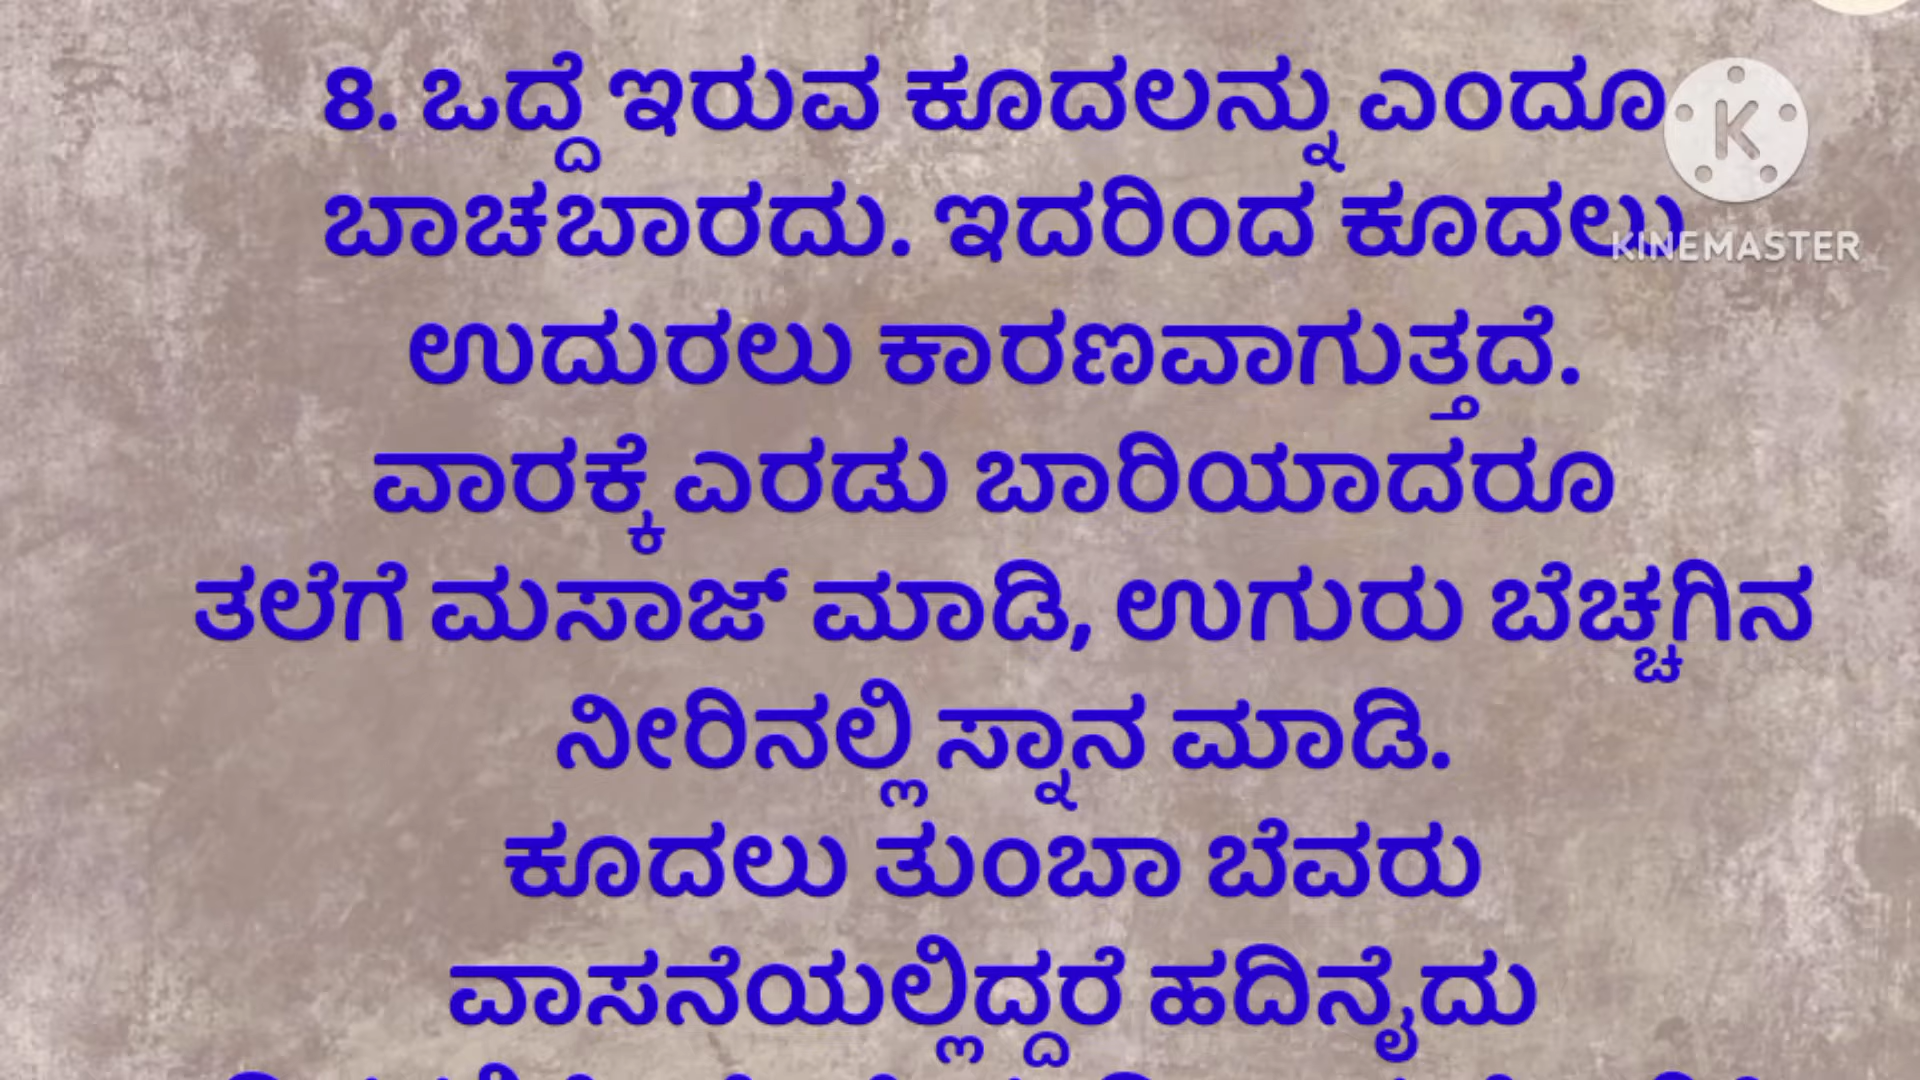 8. ಒದ್ದೆ ಇರುವ ಕೂದಲನ್ನು ಎಂದೂ
ಬಾಚಬಾರದು. ಇದರಿಂದ ಕೂದಲು
KINEMASTER
ಉದುರಲು ಕಾರಣವಾಗುತ್ತದೆ.
ವಾರಕ್ಕೆ ಎರಡು ಬಾರಿಯಾದರೂ
ತಲೆಗೆ ಮಸಾಜ್ ಮಾಡಿ, ಉಗುರು ಬೆಚ್ಚಗಿನ
ನೀರಿನಲ್ಲಿ ಸ್ನಾನ ಮಾಡಿ.
ಕೂದಲು ತುಂಬಾ ಬೆವರು
ವಾಸನೆಯಲ್ಲಿದ್ದರೆ ಹದಿನೈದು